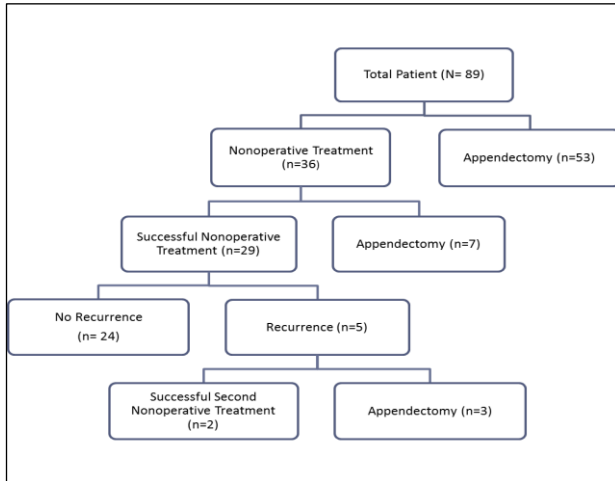 Total Patient (N= 89)
Nonoperative Treatment
(n=36)
Appendectomy (n=53)
Successful Nonoperative
Treatment (n=29)
Appendectomy (n=7)
No Recurrence
(n= 24)
Recurrence (n=5)
Successful Second
Nonoperative Treatment
(n=2)
Appendectomy (n=3)